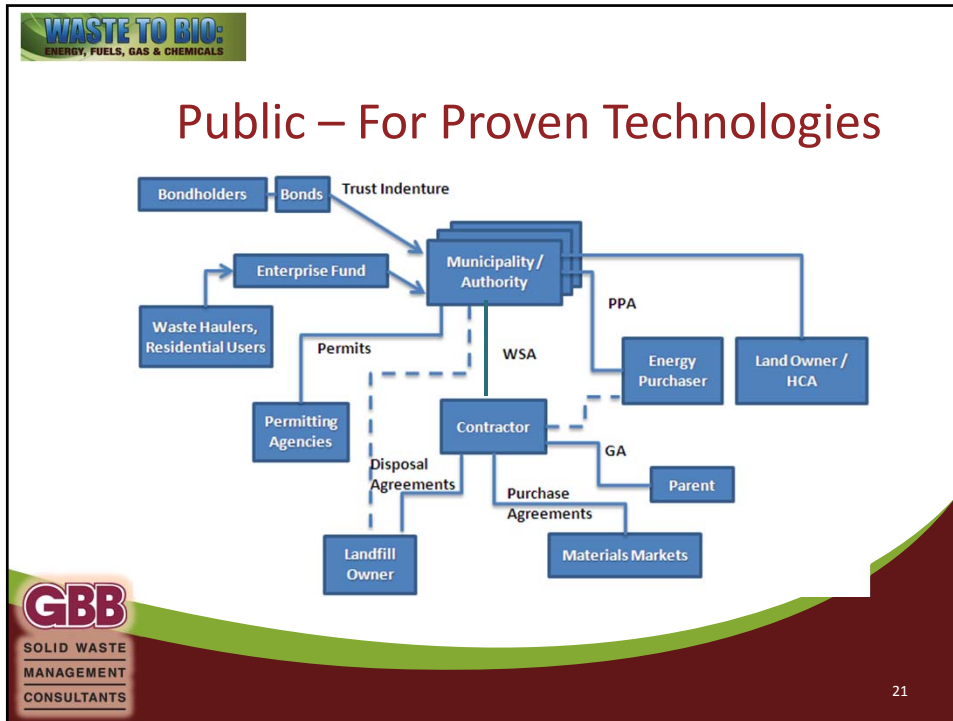 WASTE TO BIO:
ENERGY, FUELS, GAS & CHEMICALS
Public – For Proven Technologies
Bondholders
Bonds
Trust Indenture
Municipality /
Authority
Enterprise Fund
Waste Haulers,
Residential Users
Permits
PPA
WSA
Energy
Purchaser
Land Owner /
HCA
Permitting
Agencies
Contractor
GA
Disposal
Agreements
Parent
Purchase
Agreements
Landfill
Owner
Materials Markets
GBB
SOLID WASTE
MANAGEMENT
CONSULTANTS
21